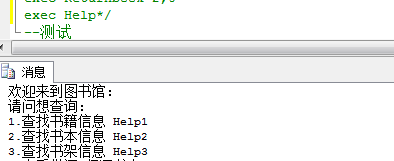 exec Help*/
--测试
消息
欢迎来到图书馆：
请问想查询：
1.查找书籍信息 Help1
2.查找书本信息 Help2
3.查找书架信息 Help3